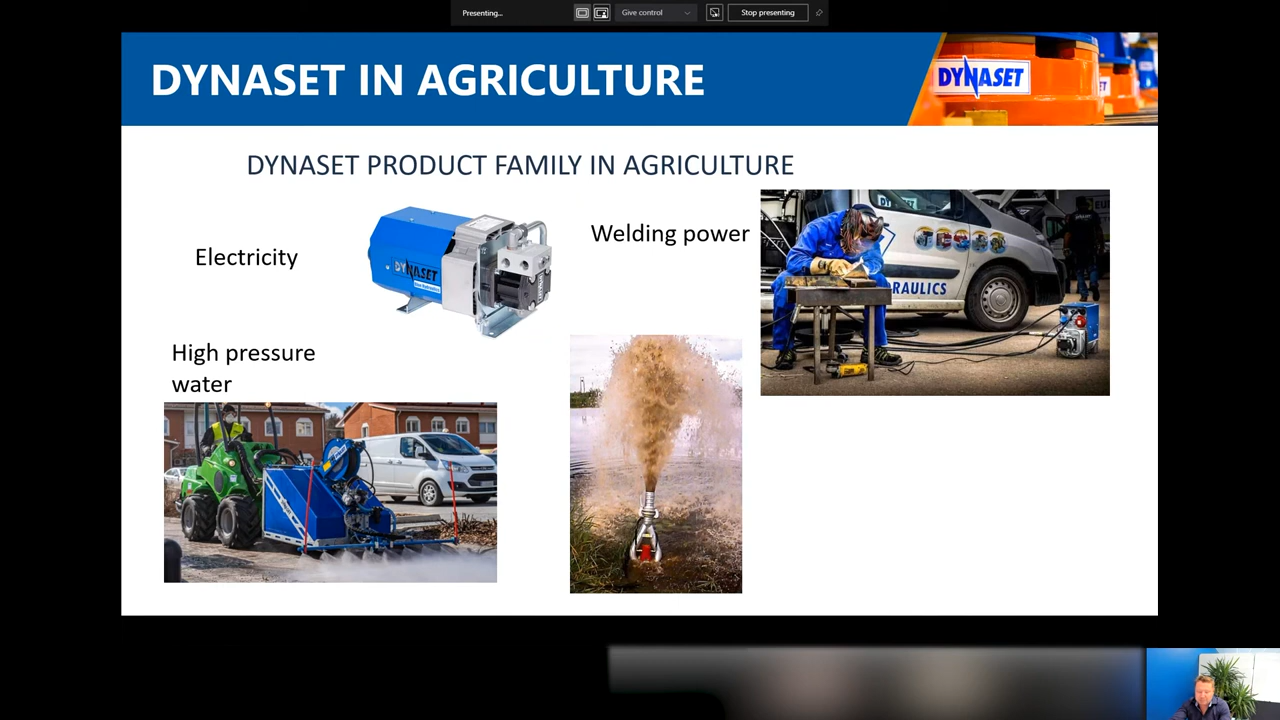 Presenting...
Give control
Stop presenting
DYNASET IN AGRICULTURE
DYNASET
DYNASET PRODUCT FAMILY IN AGRICULTURE
Electricity
DYNASET
Welding power
RAULICS
High pressure
water